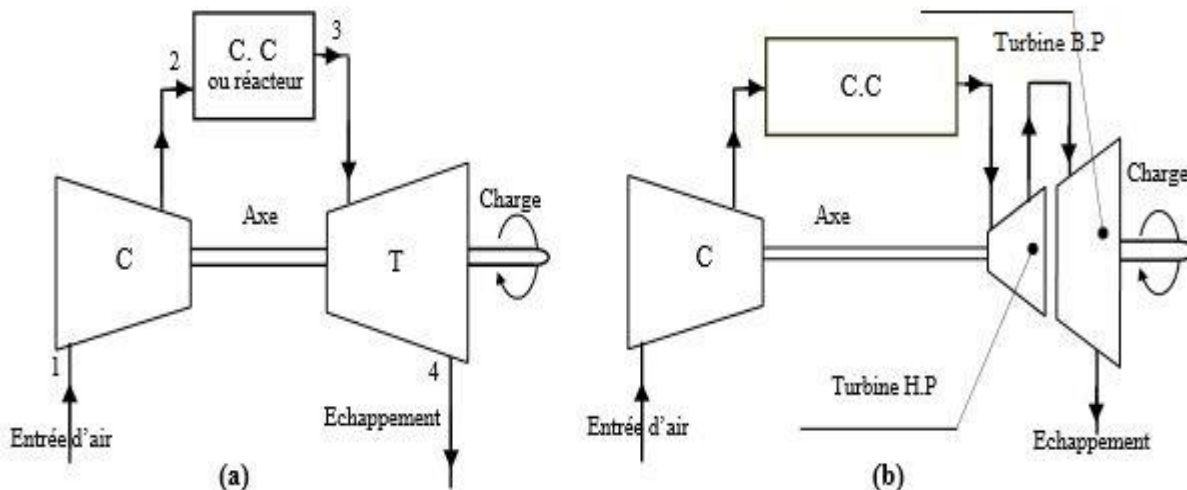 C. C
ou réacteur
2
3
Axe
Charge
C
T
1
4
Entrée d'air
Echappement
(a)
Turbine B.P
C.C
Axe
Charge
C
Turbine H.P
Entrée d'air
Echappement
(b)